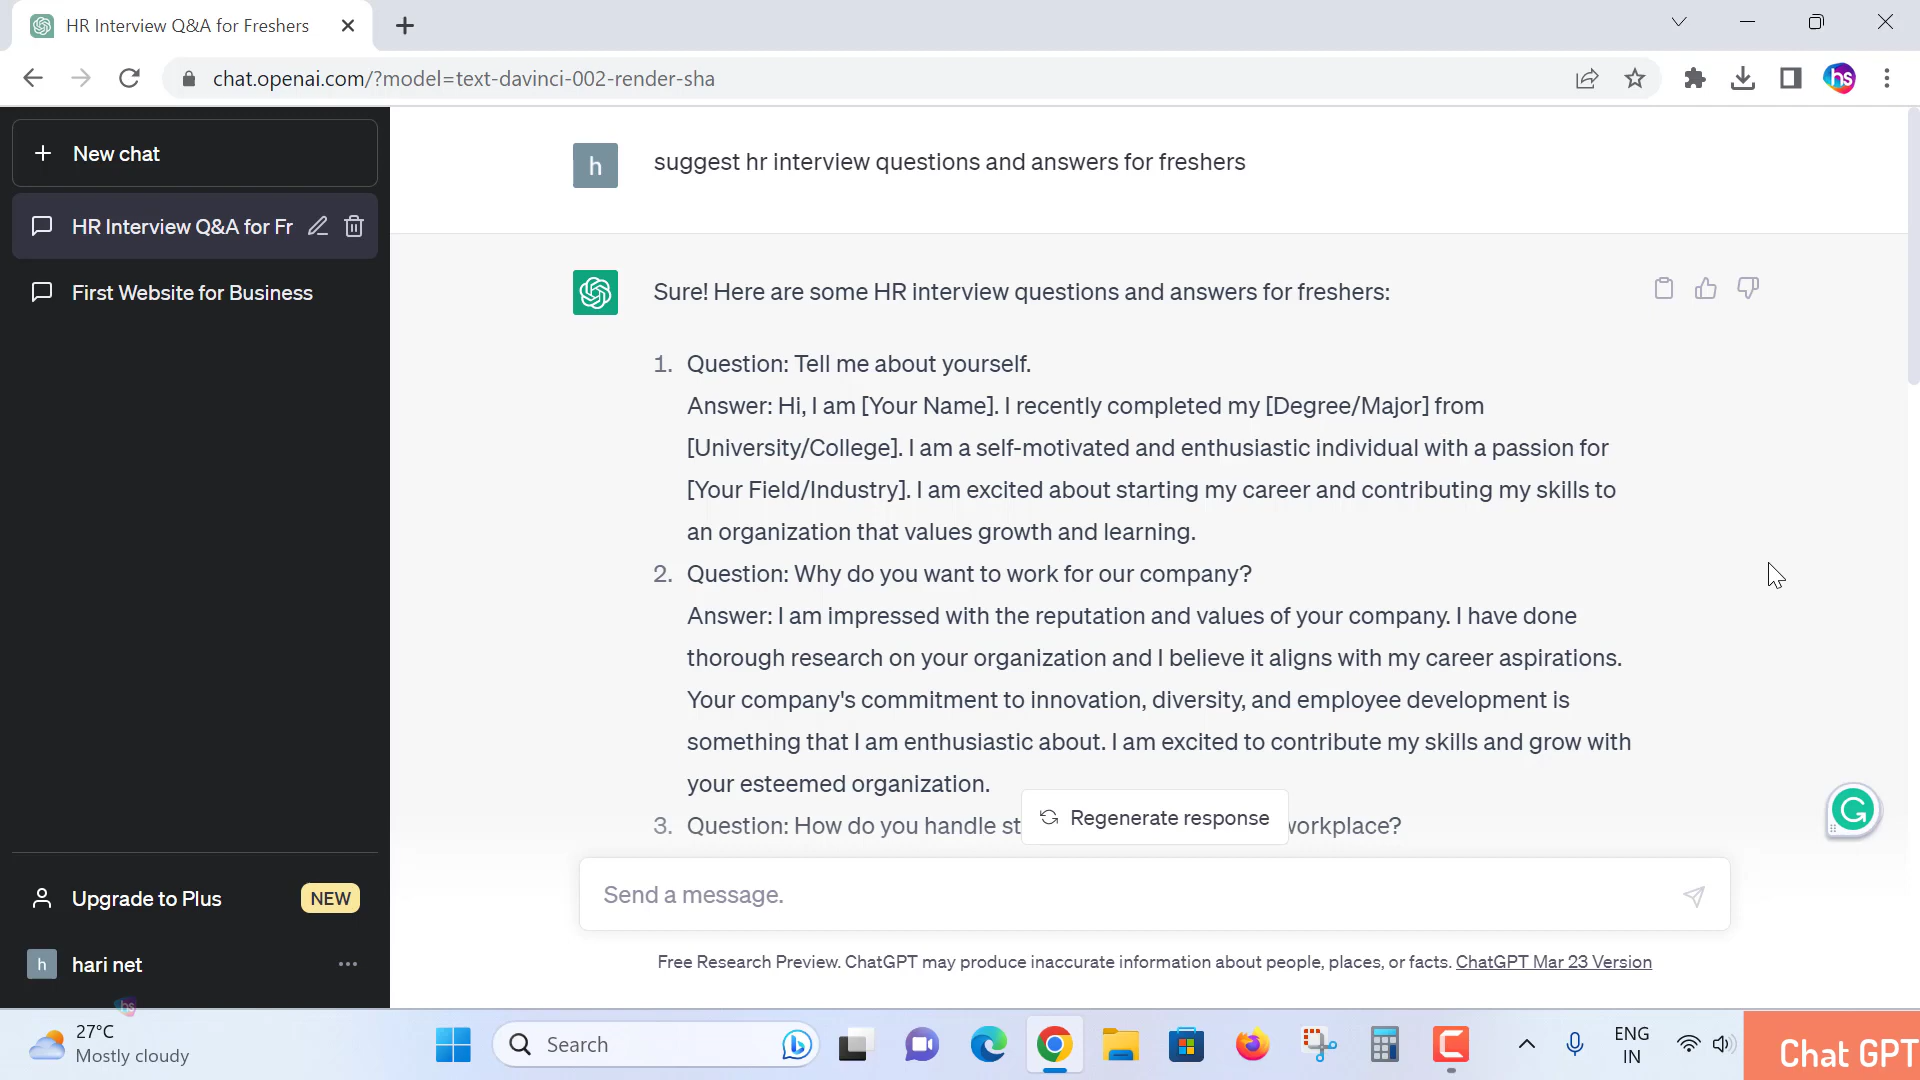 HR Interview Q&A for Freshers
chat.openai.com/?model=text-davinci-002-render-sha
hs
New chat
HR Interview Q&A for Fr
First Website for Business
h
suggest hr interview questions and answers for freshers
Sure! Here are some HR interview questions and answers for freshers:
1. Question: Tell me about yourself.
Answer: Hi, I am [Your Name]. I recently completed my [Degree/Major] from
[University/College]. I am a self-motivated and enthusiastic individual with a passion for
[Your Field/Industry]. I am excited about starting my career and contributing my skills to
an organization that values growth and learning.
2. Question: Why do you want to work for our company?
Answer: I am impressed with the reputation and values of your company. I have done
thorough research on your organization and I believe it aligns with my career aspirations.
Your company's commitment to innovation, diversity, and employee development is
something that I am enthusiastic about. I am excited to contribute my skills and grow with
your esteemed organization.
3. Question: How do you handle st
workplace?
Regenerate response
Send a message.
Free Research Preview. ChatGPT may produce inaccurate information about people, places, or facts. ChatGPT Mar 23 Version
Upgrade to Plus
NEW
h
hari net
hs
27°C
Mostly cloudy
Search
ENG
IN
Chat GPT